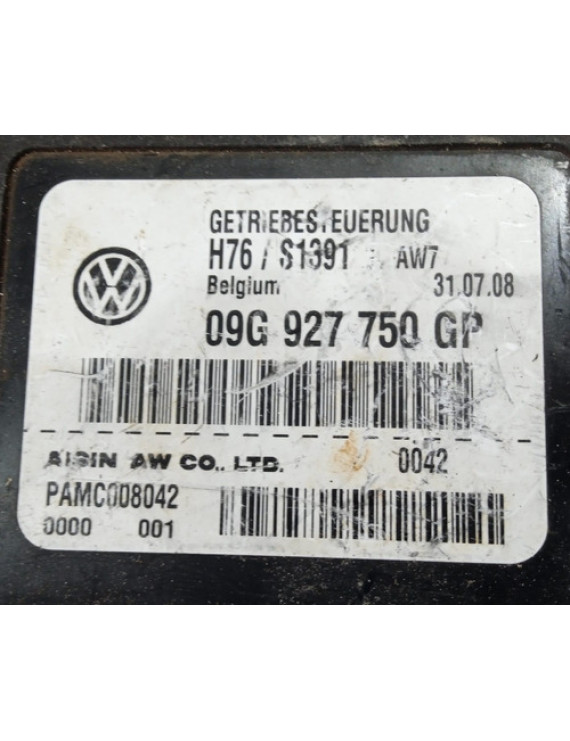 GETRIEBESTEUERUNG
H76 / S1391 AW7
Belgium 31.07.08
09G 927 750 GP
AISIN AW CO., LTD. 0042
PAMC008042
0000 001